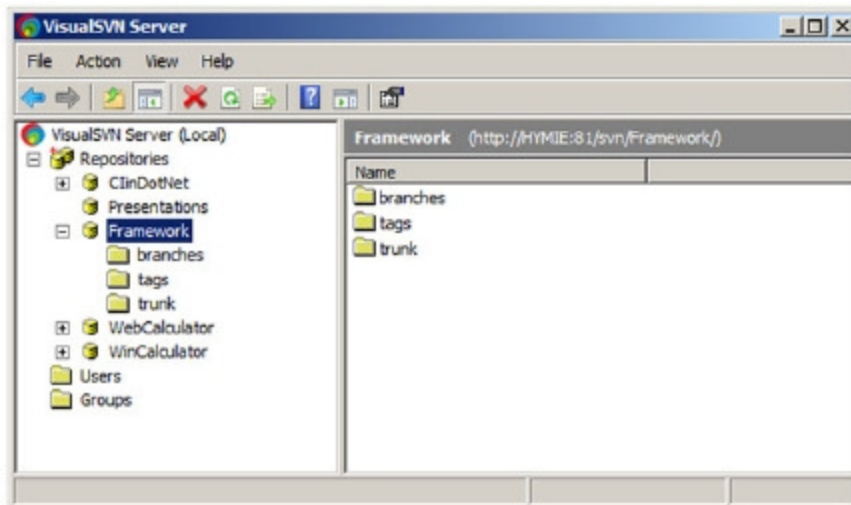 VisualSVN Server
File Action View Help
VisualSVN Server (Local)
Repositories
CIinDotNet
Presentations
Framework
branches
tags
trunk
WebCalculator
WinCalculator
Users
Groups
Framework (http://HYMIE:81/svn/Framework/)
Name
branches
tags
trunk